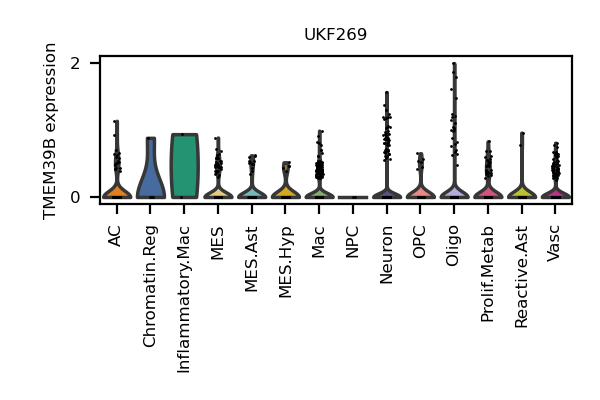 UKF269
TMEM39B expression
2
0
AC
Chromatin.Reg
Inflammatory.Mac
MES
MES.Ast
MES.Hyp
Mac
NPC
Neuron
OPC
Oligo
Prolif.Metab
Reactive.Ast
Vasc